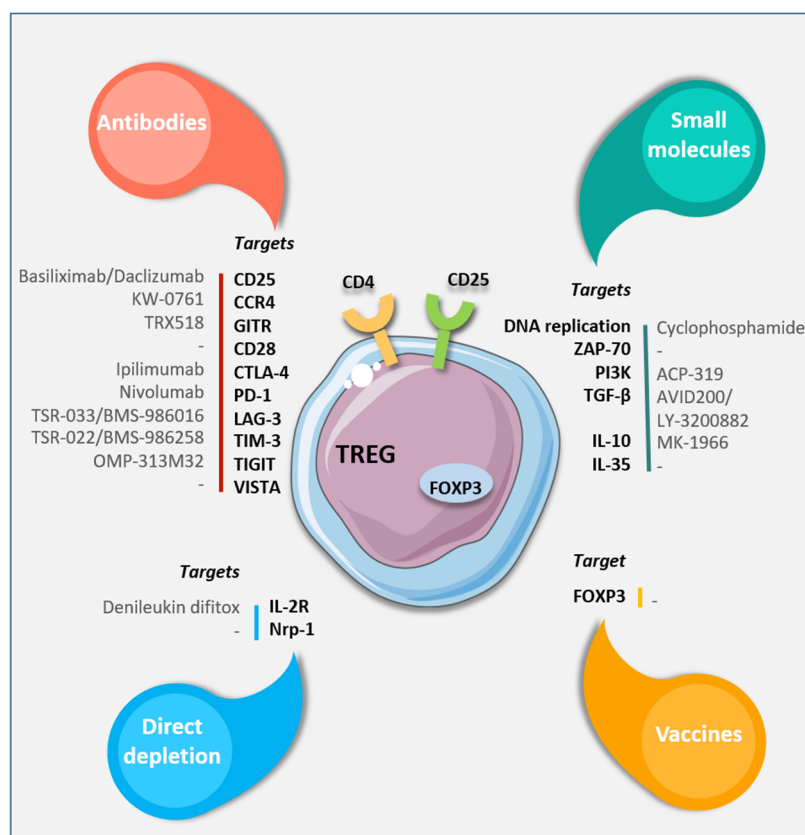 Antibodies
Targets
Basiliximab/Daclizumab CD25
KW-0761 CCR4
TRX518 GITR
- CD28
Ipilimumab CTLA-4
Nivolumab PD-1
TSR-033/BMS-986016 LAG-3
TSR-022/BMS-986258 TIM-3
OMP-313M32 TIGIT
- VISTA
Small
molecules
Targets
DNA replication Cyclophosphamide
ZAP-70 -
PI3K ACP-319
TGF-β AVID200/
LY-3200882
IL-10 MK-1966
IL-35 -
CD4
CD25
TREG
FOXP3
Targets
Denileukin difitox IL-2R
- Nrp-1
Direct
depletion
Target
FOXP3 -
Vaccines